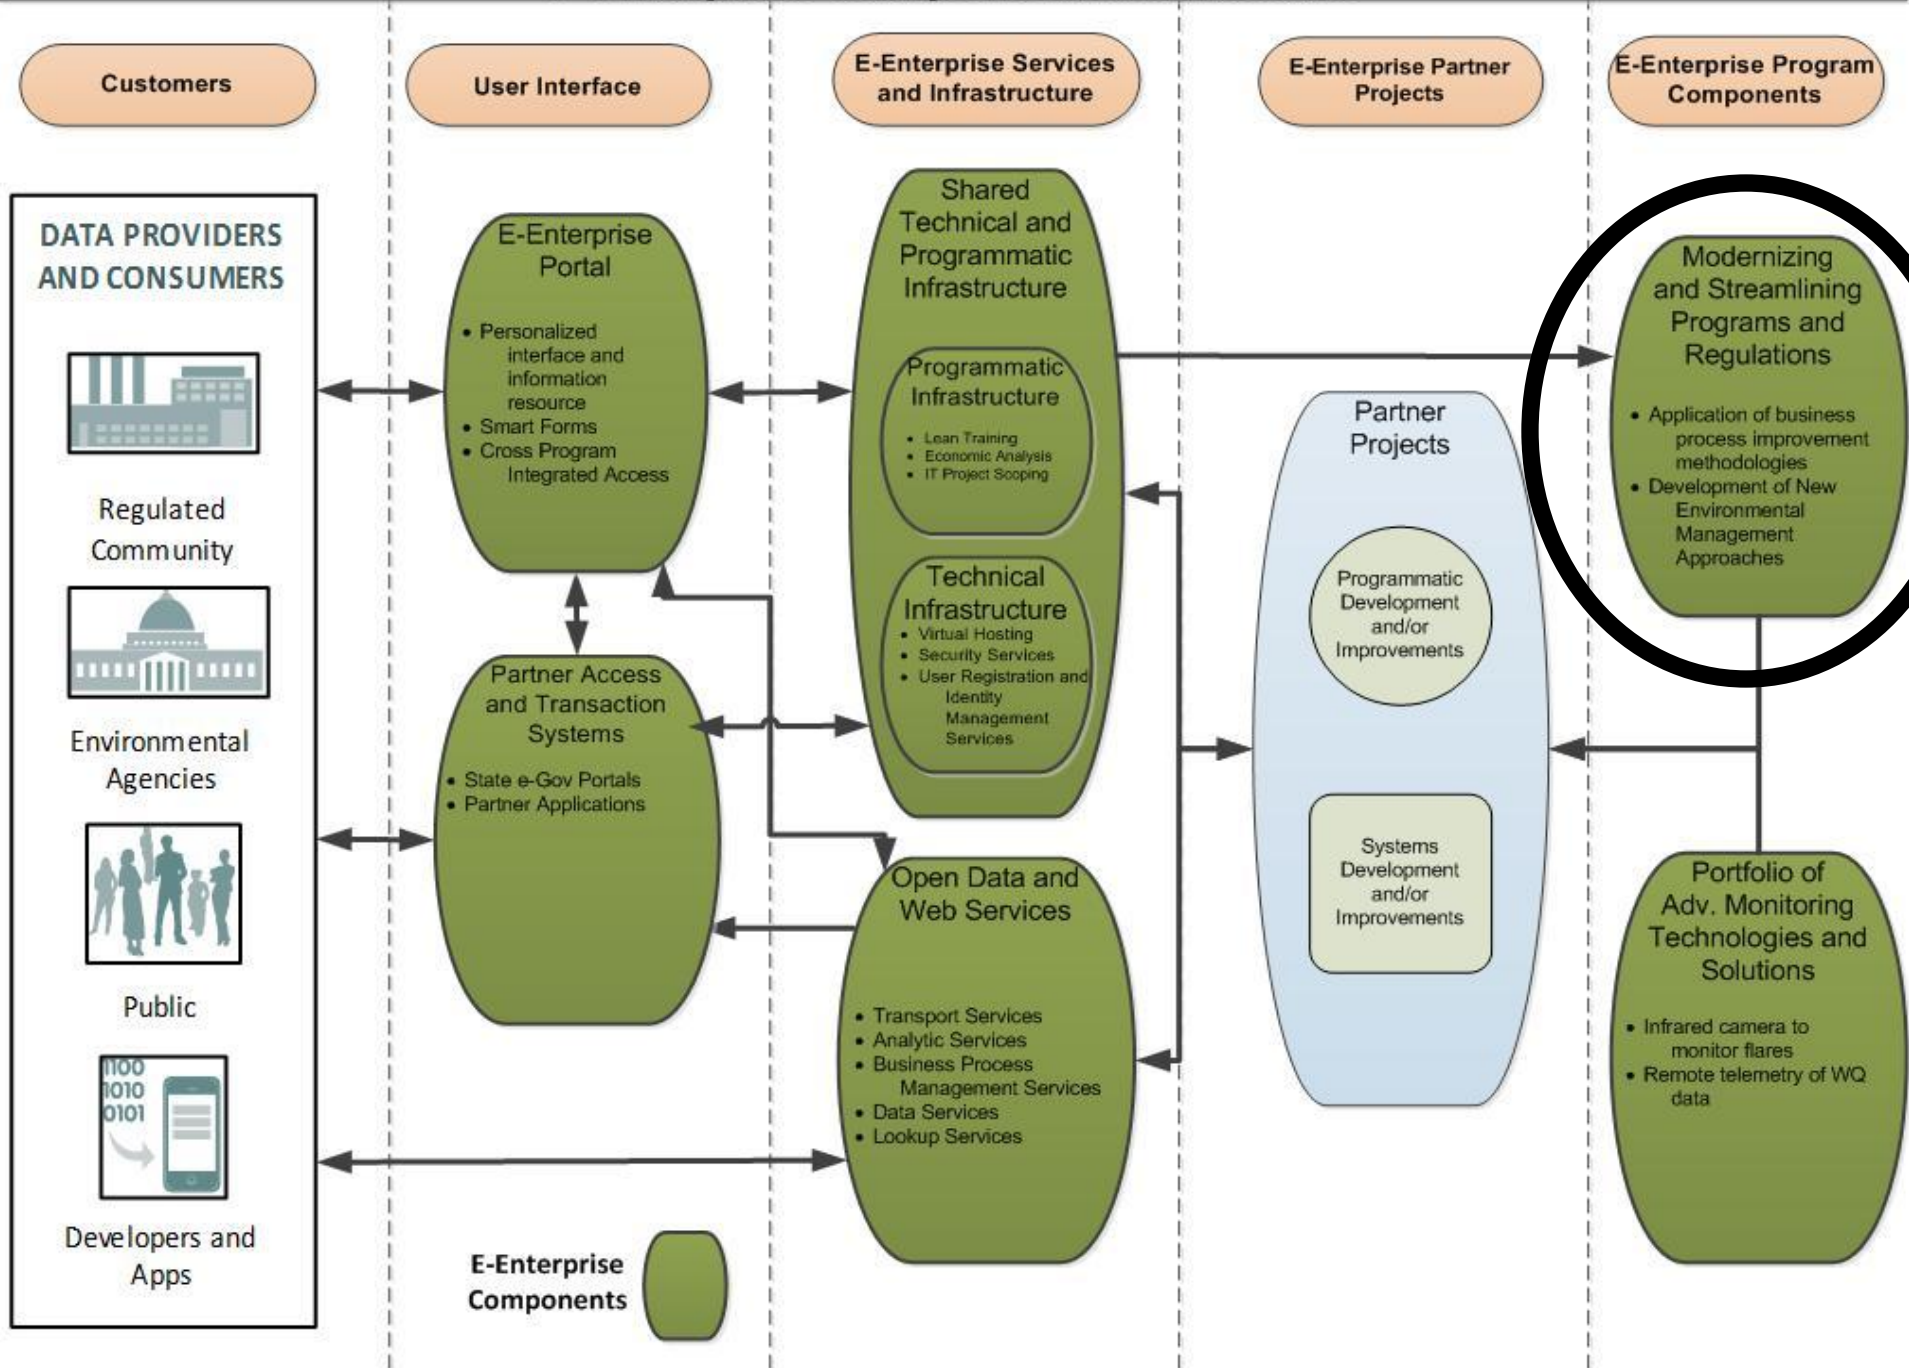 Customers
User Interface
E-Enterprise Services
and Infrastructure
E-Enterprise Partner
Projects
E-Enterprise Program
Components
DATA PROVIDERS
AND CONSUMERS
Regulated
Community
Environmental
Agencies
Public
1100
1010
0101
Developers and
Apps
E-Enterprise
Portal
• Personalized
interface and
information
resource
• Smart Forms
• Cross Program
Integrated Access
Partner Access
and Transaction
Systems
• State e-Gov Portals
• Partner Applications
E-Enterprise
Components
Shared
Technical and
Programmatic
Infrastructure
Programmatic
Infrastructure
• Lean Training
• Economic Analysis
• IT Project Scoping
Technical
Infrastructure
• Virtual Hosting
• Security Services
• User Registration and
Identity
Management
Services
Open Data and
Web Services
• Transport Services
• Analytic Services
• Business Process
Management Services
• Data Services
• Lookup Services
Partner
Projects
Programmatic
Development
and/or
Improvements
Systems
Development
and/or
Improvements
Modernizing
and Streamlining
Programs and
Regulations
• Application of business
process improvement
methodologies
• Development of New
Environmental
Management
Approaches
Portfolio of
Adv. Monitoring
Technologies and
Solutions
• Infrared camera to
monitor flares
• Remote telemetry of WQ
data